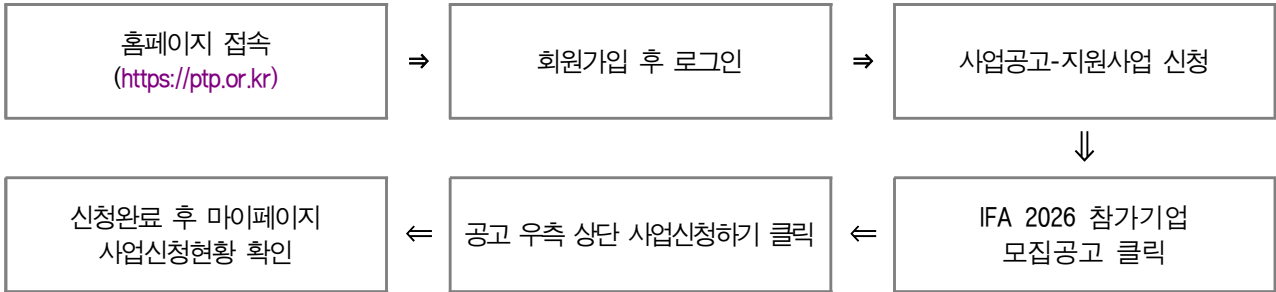 홈페이지 접속
(https://ptp.or.kr)
⇒
회원가입 후 로그인
⇒
사업공고-지원사업 신청
⇓
IFA 2026 참가기업
모집공고 클릭
⇐
공고 우측 상단 사업신청하기 클릭
⇐
신청완료 후 마이페이지
사업신청현황 확인